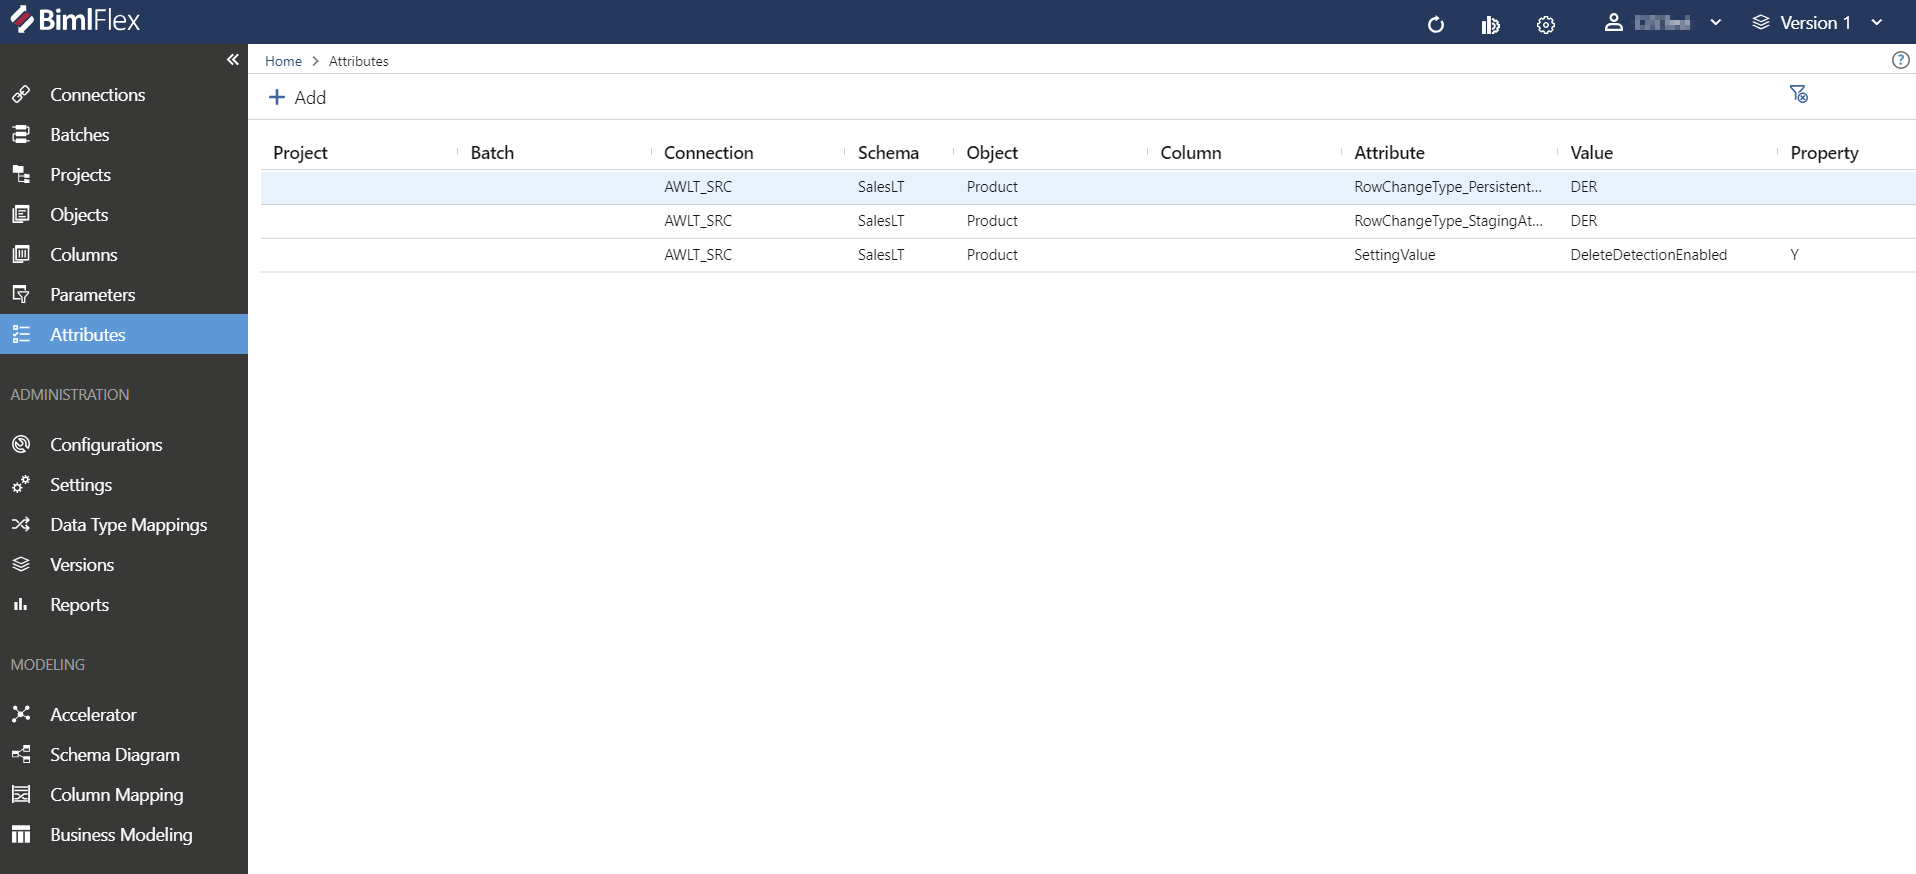 BimlFlex
Version 1
Home > Attributes
Connections
Batches
Projects
Objects
Columns
Parameters
Attributes
ADMINISTRATION
Configurations
Settings
Data Type Mappings
Versions
Reports
MODELING
Accelerator
Schema Diagram
Column Mapping
Business Modeling
+ Add
Project Batch Connection Schema Object Column Attribute Value Property
AWLT_SRC SalesLT Product RowChangeType_Persistent... DER
AWLT_SRC SalesLT Product RowChangeType_StagingAt... DER
AWLT_SRC SalesLT Product SettingValue DeleteDetectionEnabled Y